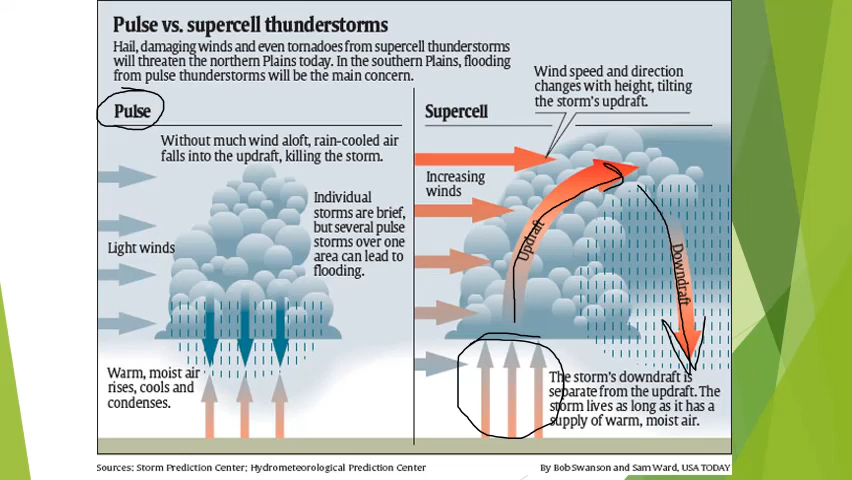 Pulse vs. supercell thunderstorms
Hail, damaging winds and even tornadoes from supercell thunderstorms
will threaten the northern Plains today. In the southern Plains, flooding
from pulse thunderstorms will be the main concern.
Pulse
Without much wind aloft, rain-cooled air
falls into the updraft, killing the storm.
Individual
storms are brief,
but several pulse
storms over one
area can lead to
flooding.
Light winds
Warm, moist air
rises, cools and
condenses.
Wind speed and direction
changes with height, tilting
the storm's updraft.
Supercell
Increasing
winds
Updraft
Downdraft
The storm's downdraft is
separate from the updraft. The
storm lives as long as it has a
supply of warm, moist air.
Sources: Storm Prediction Center; Hydrometeorological Prediction Center
By Bob Swanson and Sam Ward, USA TODAY